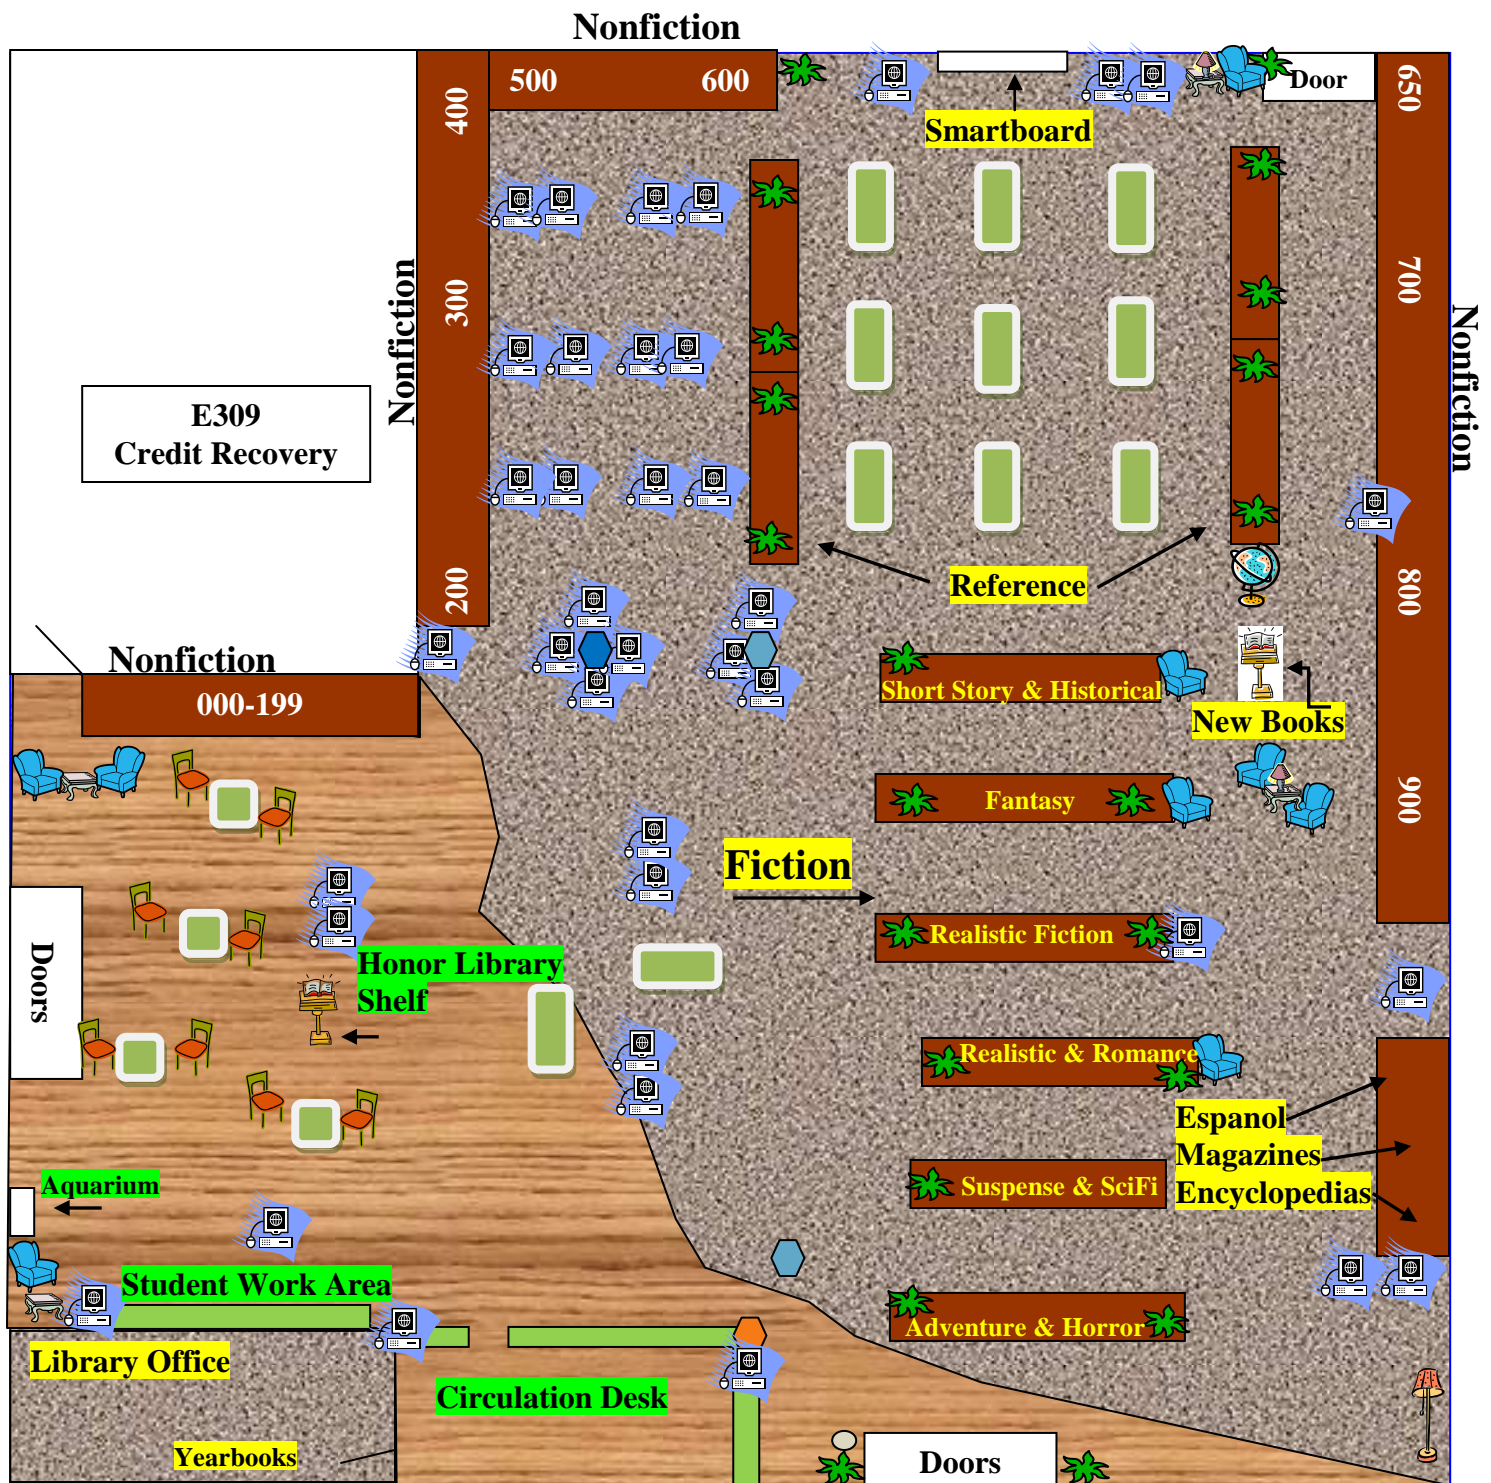 Nonfiction
500
600
400
Door
650
Smartboard
300
700
Nonfiction
Nonfiction
E309
Credit Recovery
200
Reference
800
Nonfiction
000-199
Short Story & Historical
New Books
Fantasy
900
Fiction
Realistic Fiction
Doors
Honor Library
Shelf
Realistic & Romance
Espanol
Magazines
Encyclopedias
Aquarium
Suspense & SciFi
Student Work Area
Adventure & Horror
Library Office
Circulation Desk
Yearbooks
Doors